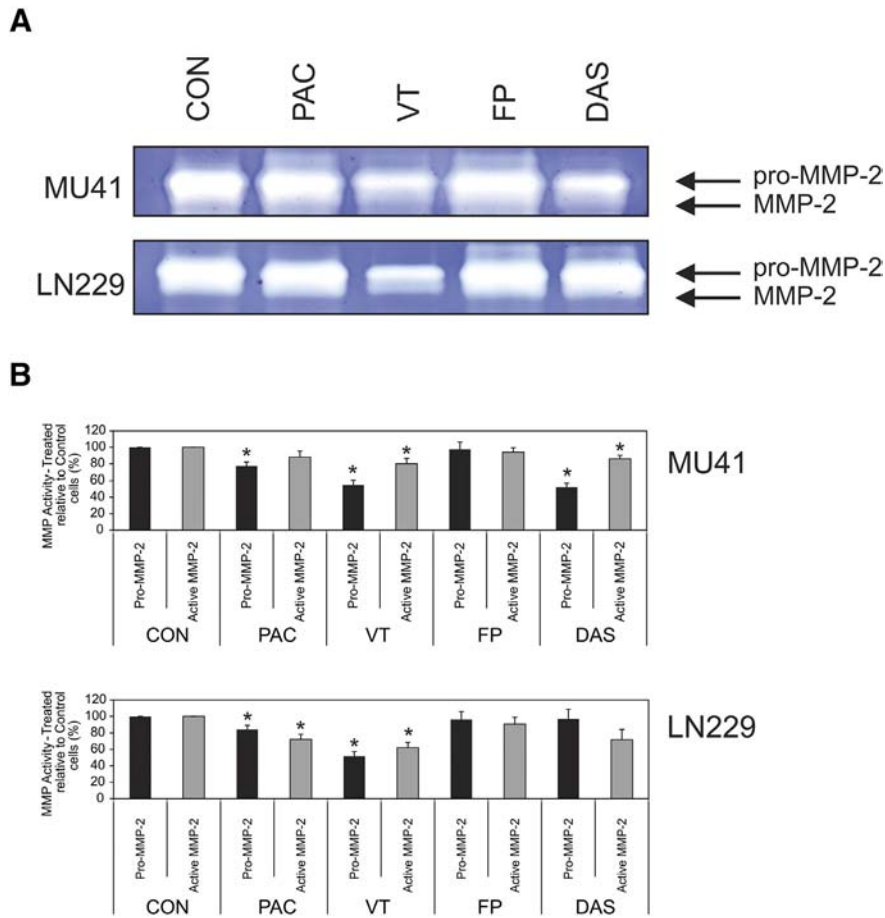 A
CON PAC VT FP DAS
MU41
pro-MMP-2
MMP-2
LN229
pro-MMP-2
MMP-2
B
MMP Activity- Treated
relative to Control
cells (%)
120
100
80
60
40
20
0
* * * * *
Pro-MMP-2 Active MMP-2 Pro-MMP-2 Active MMP-2 Pro-MMP-2 Active MMP-2 Pro-MMP-2 Active MMP-2 Pro-MMP-2 Active MMP-2
CON PAC VT FP DAS
MU41
MMP Activity- Treated
relative to Control
cells (%)
120
100
80
60
40
20
0
* * * *
Pro-MMP-2 Active MMP-2 Pro-MMP-2 Active MMP-2 Pro-MMP-2 Active MMP-2 Pro-MMP-2 Active MMP-2 Pro-MMP-2 Active MMP-2
CON PAC VT FP DAS
LN229